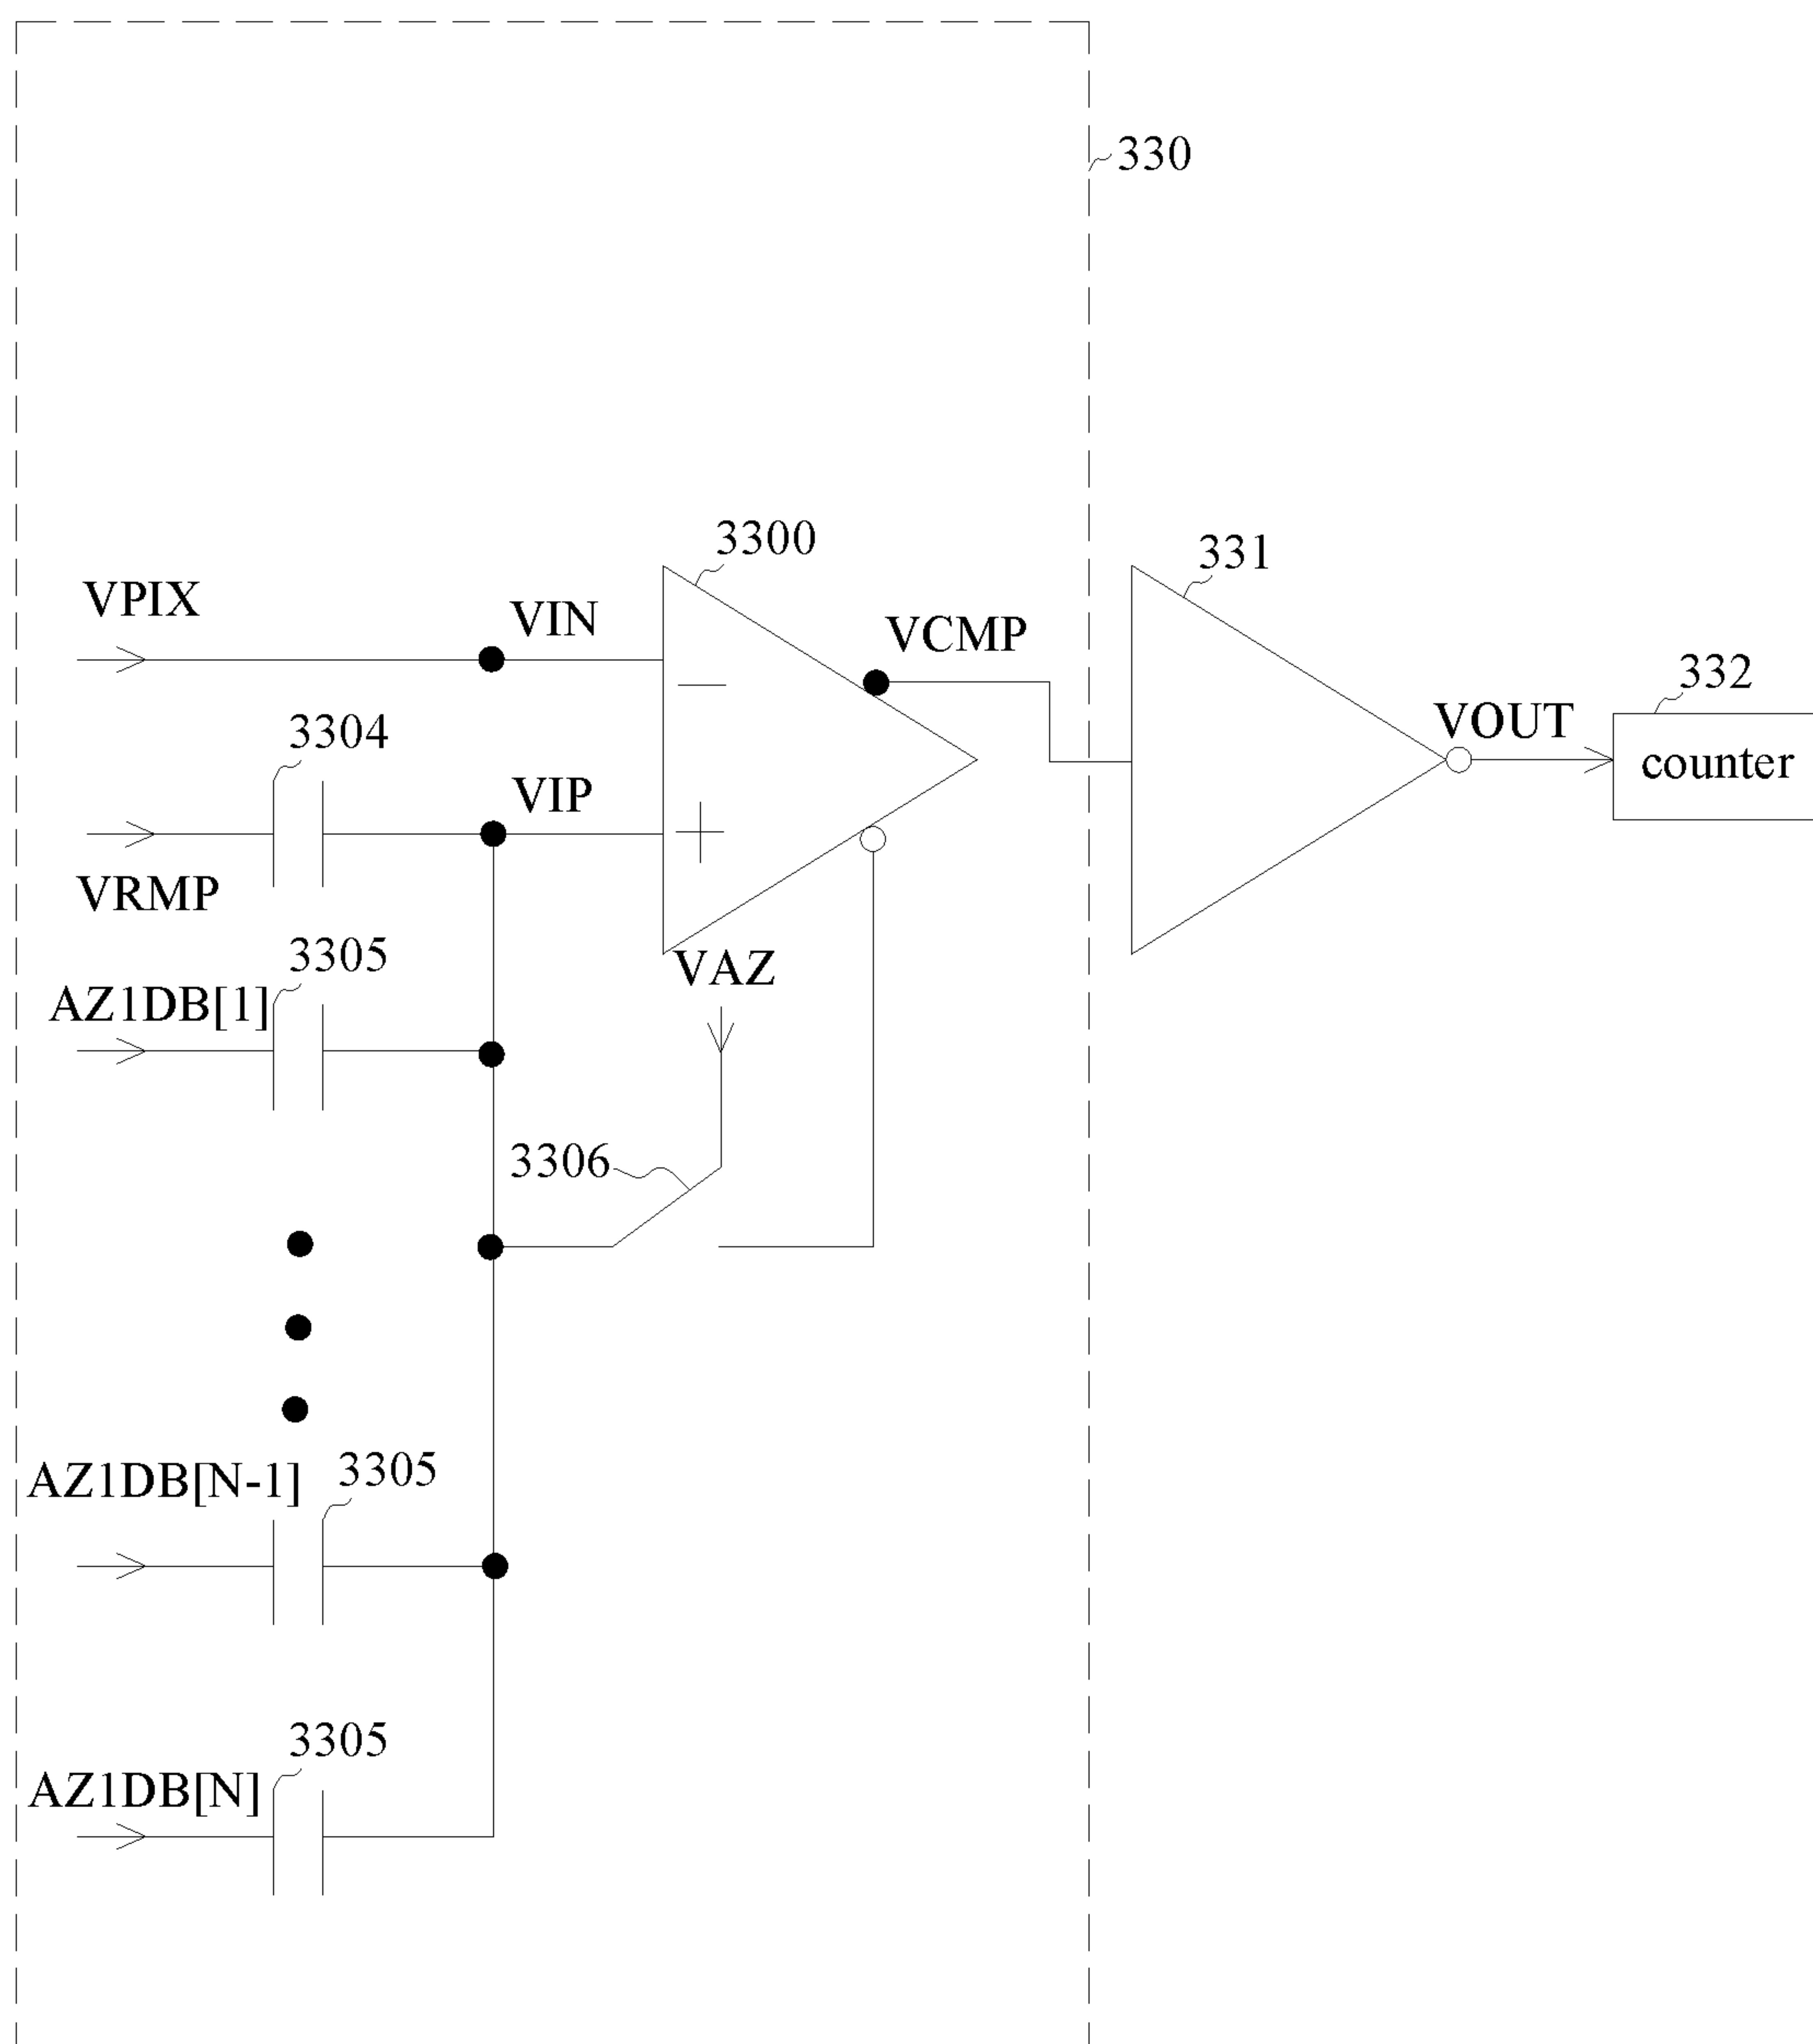 330
3300
331
VPIX
VIN
VCMP
332
3304
VOUT
counter
VIP
VRMP
3305
VAZ
AZ1DB[1]
3306
3305
AZ1DB[N-1]
3305
AZ1DB[N]